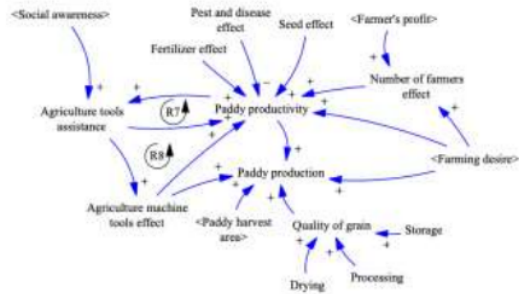 <Social awareness>
Pest and disease
effect
Seed effect
<Farmer's profit>
Fertilizer effect
Number of farmers
effect
Agriculture tools
assistance
R7
Paddy productivity
R8
<Farming desire>
Paddy production
Agriculture machine
tools effect
<Paddy harvest
area>
Quality of grain
Storage
Drying
Processing